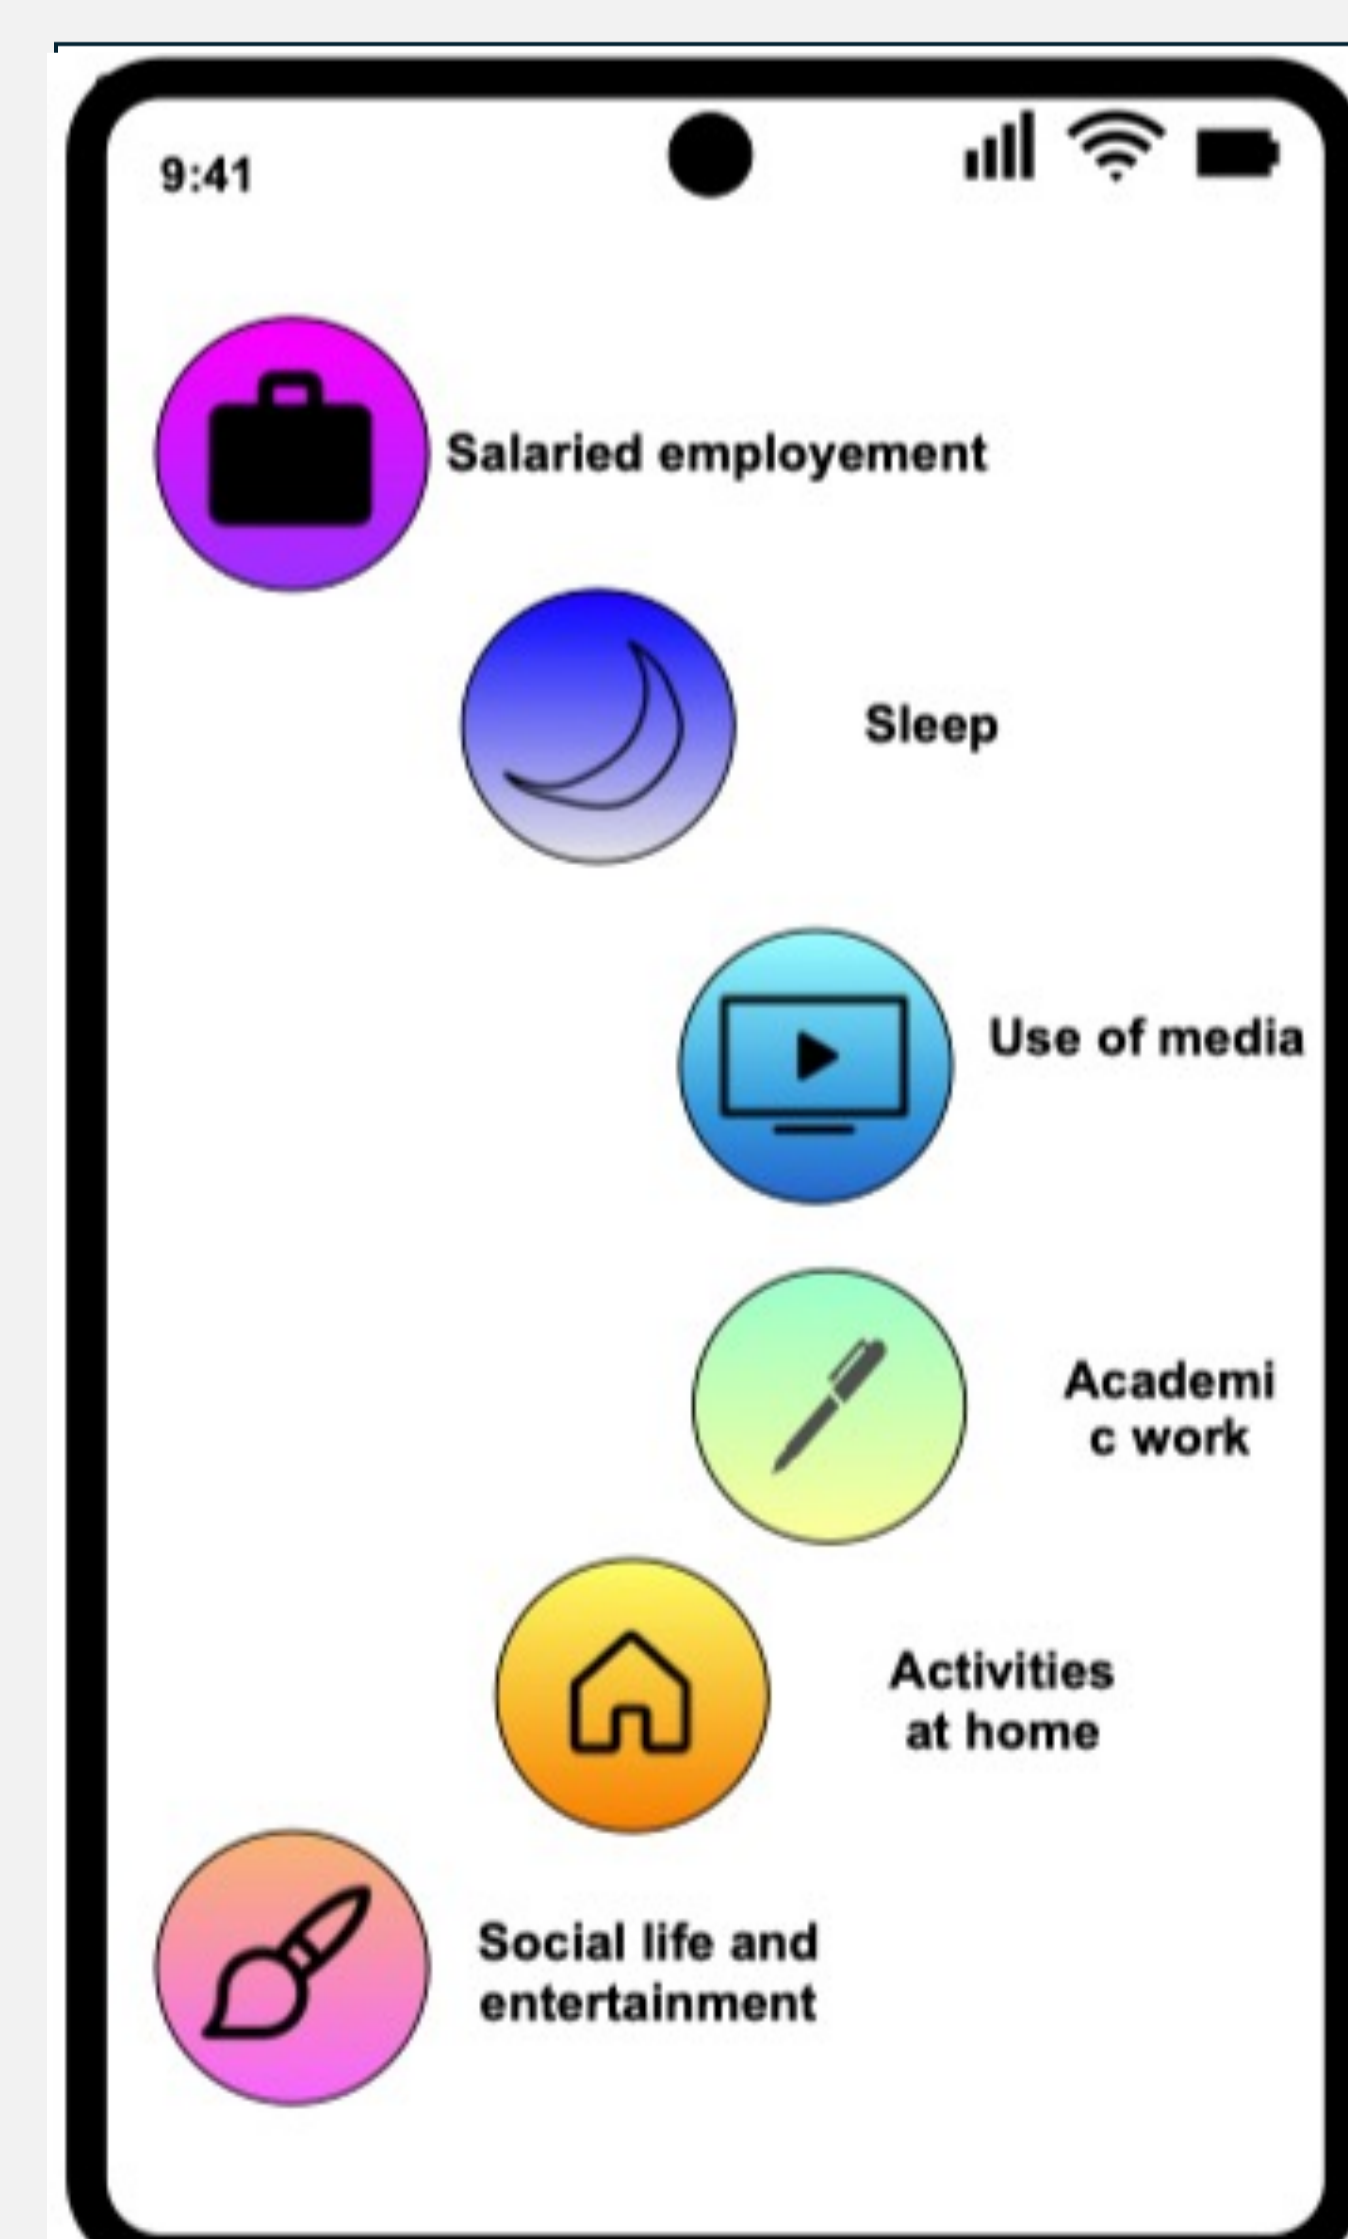 9:41
Salaried employement
Sleep
Use of media
Academi
c work
Activities
at home
Social life and
entertainment